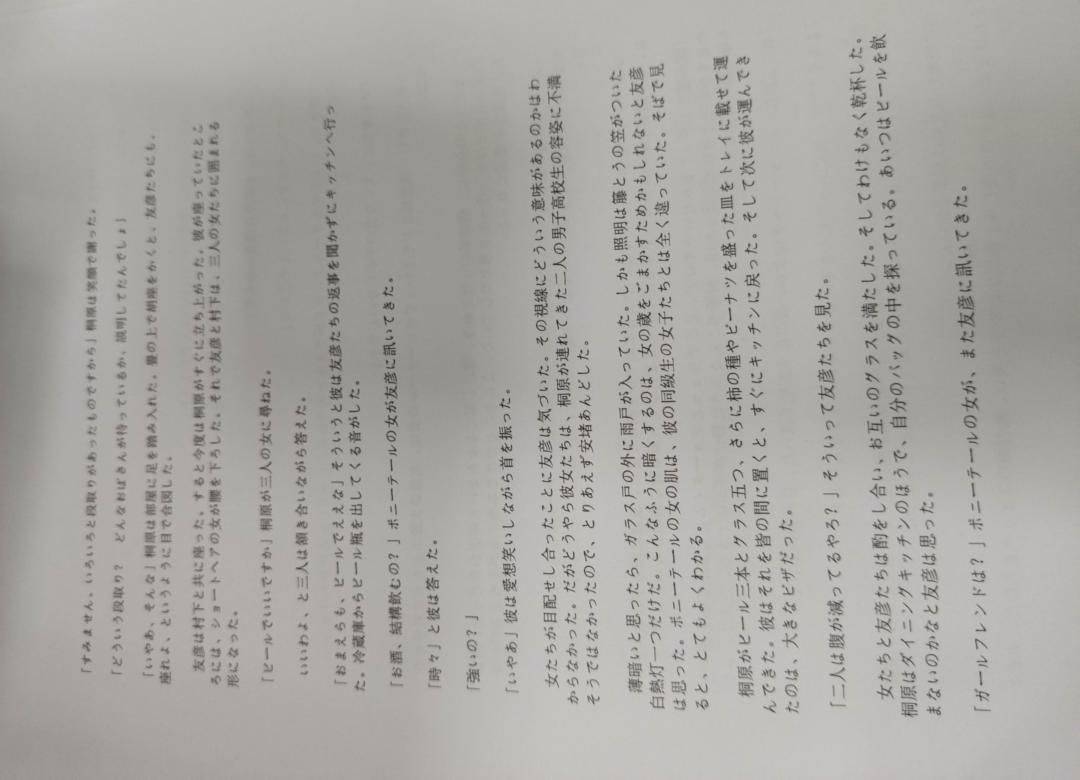 「すみません。いろいろと段取りがあったものですから」桐原は笑顔で謝った。
「どういう段取り？　どんなおばさんが待っているか、説明してたんでしょ」
「いやあ、そんな」桐原は部屋に足を踏み入れた。畳の上で胡座をかくと、友彦たちにも、
座れよ、というように目で合図した。
友彦は村下と共に座った。すると今度は桐原がすぐに立ち上がった。彼が座っていたとこ
ろには、ショートヘアの女が腰を下ろした。それで友彦と村下は、三人の女たちに囲まれる
形になった。
「ビールでいいですか」桐原が三人の女に尋ねた。
いいわよ、と三人は頷き合いながら答えた。
「おまえらも、ビールでええな」そういうと彼は友彦たちの返事を聞かずにキッチンへ行っ
た。冷蔵庫からビール瓶を出してくる音がした。
「お酒、結構飲むの？」ポニーテールの女が友彦に訊いてきた。
「時々」と彼は答えた。
「強いの？」
「いやあ」彼は愛想笑いしながら首を振った。
女たちが目配せし合ったことに友彦は気づいた。その視線にどういう意味があるのかはわ
からなかった。だがどうやら彼女たちは、桐原が連れてきた二人の男子高校生の容姿に不満
そうではなかったので、とりあえず安堵あんどした。
薄暗いと思ったら、ガラス戸の外に雨戸が入っていた。しかも照明は籐とうの笠がついた
白熱灯一つだけだ。こんなふうに暗くするのは、女の歳をごまかすためかもしれないと友彦
は思った。ポニーテールの女の肌は、彼の同級生の女子たちとは全く違っていた。そばで見
ると、とてもよくわかる。
桐原がビール三本とグラス五つ、さらに柿の種やピーナツを盛った皿をトレイに載せて運
んできた。彼はそれを皆の間に置くと、すぐにキッチンに戻った。そして次に彼が運んでき
たのは、大きなピザだった。
「二人は腹が減ってるやろ？」そういって友彦たちを見た。
女たちと友彦たちは酌をし合い、お互いのグラスを満たした。そしてわけもなく乾杯した。
桐原はダイニングキッチンのほうで、自分のバッグの中を探っている。あいつはビールを飲
まないのかなと友彦は思った。
「ガールフレンドは？」ポニーテールの女が、また友彦に訊いてきた。